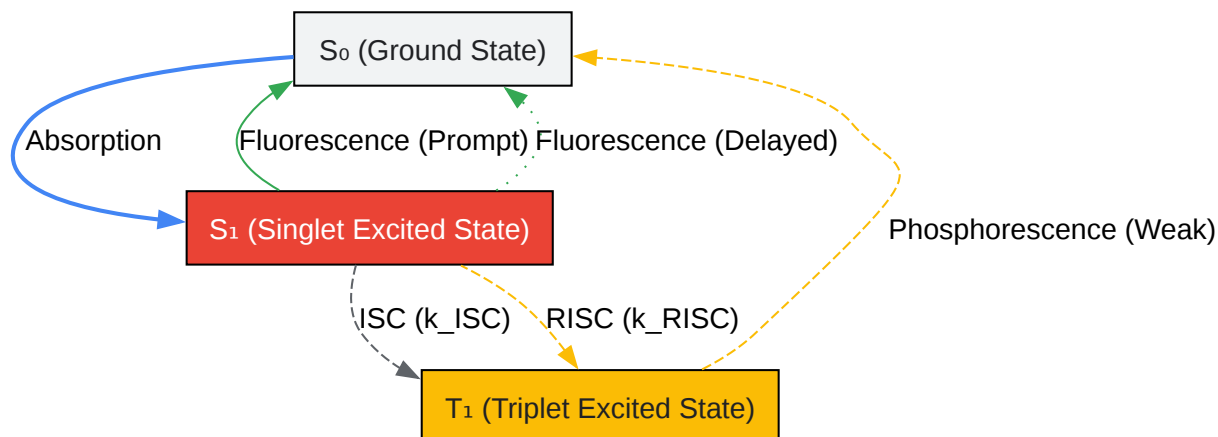 S₀ (Ground State)
Absorption
Fluorescence (Prompt)
Fluorescence (Delayed)
S₁ (Singlet Excited State)
Phosphorescence (Weak)
ISC (k_ISC)
RISC (k_RISC)
T₁ (Triplet Excited State)